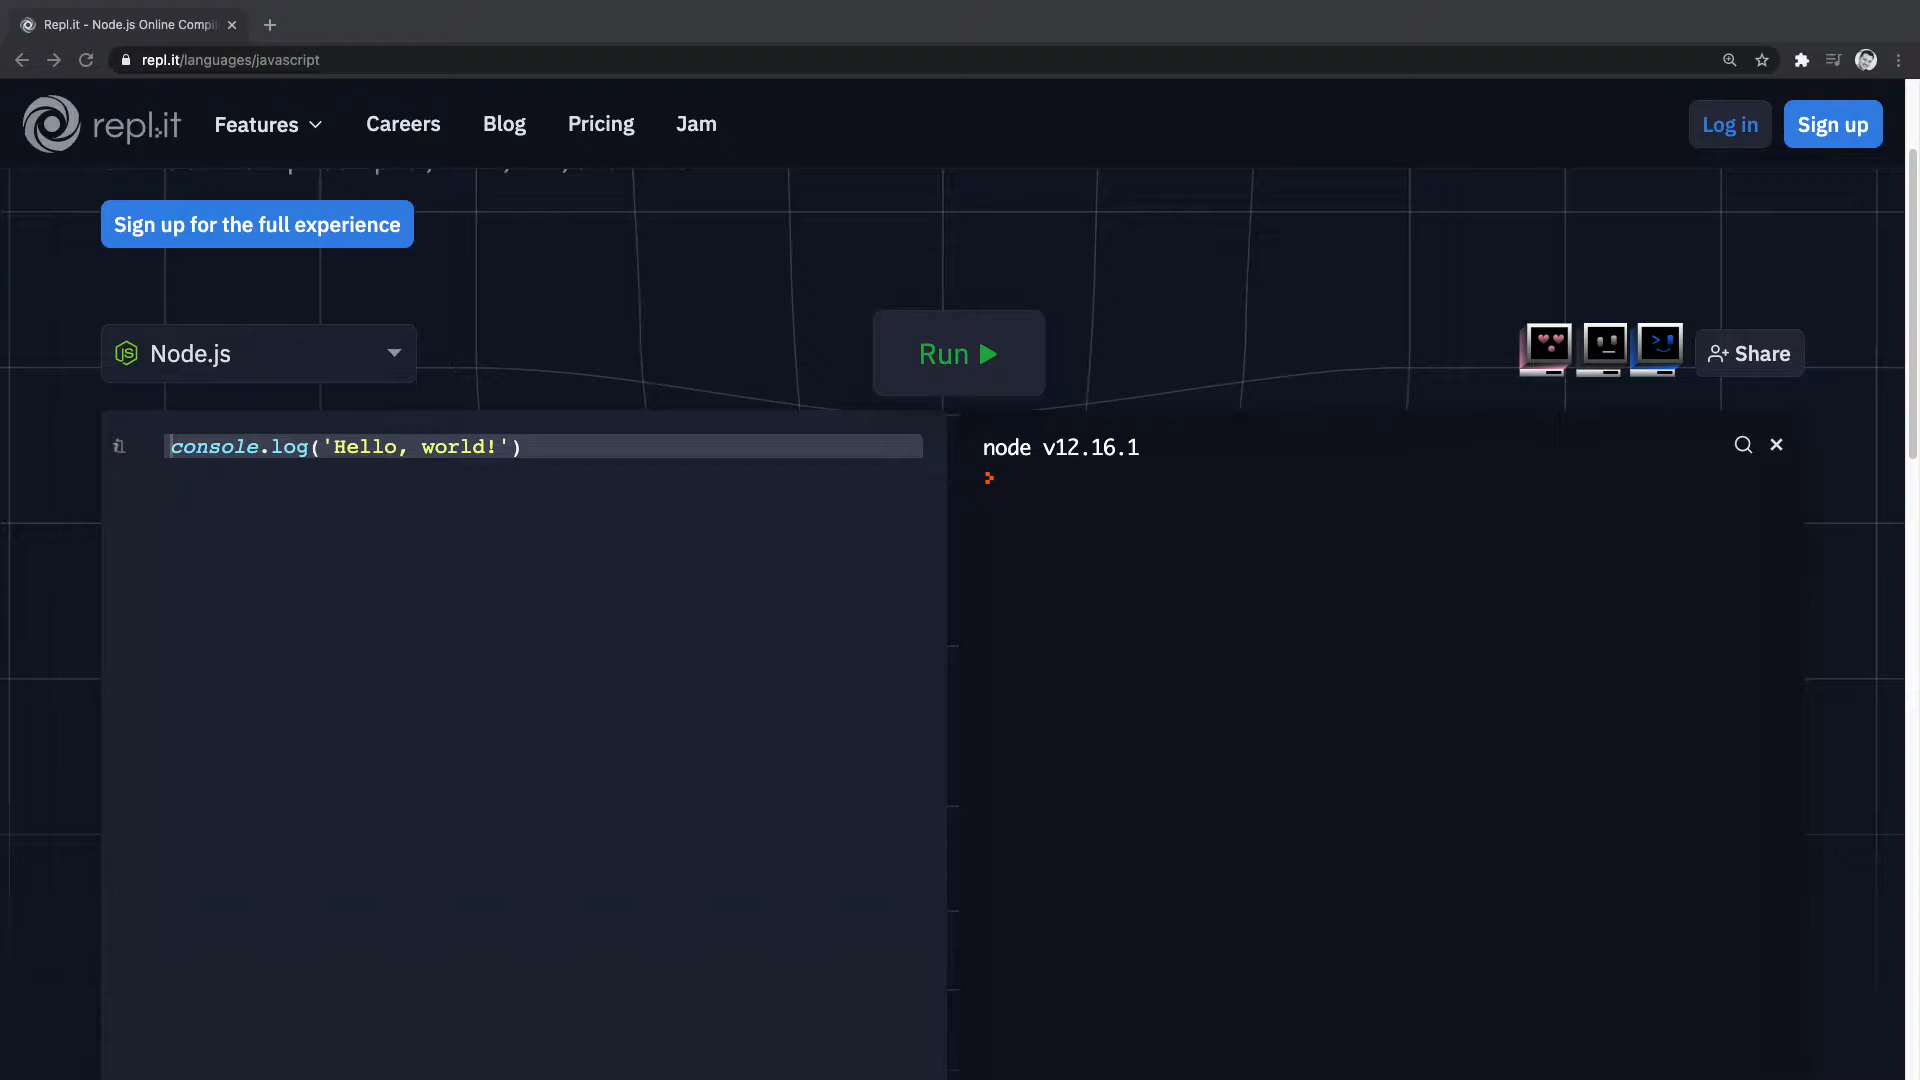 Repl.it - Node.js Online Compil
repl.it/languages/javascript
repl.it
Features
Careers
Blog
Pricing
Jam
Log in
Sign up
Sign up for the full experience
Node.js
Run
Share
1
console.log('Hello, world!')
node v12.16.1
>